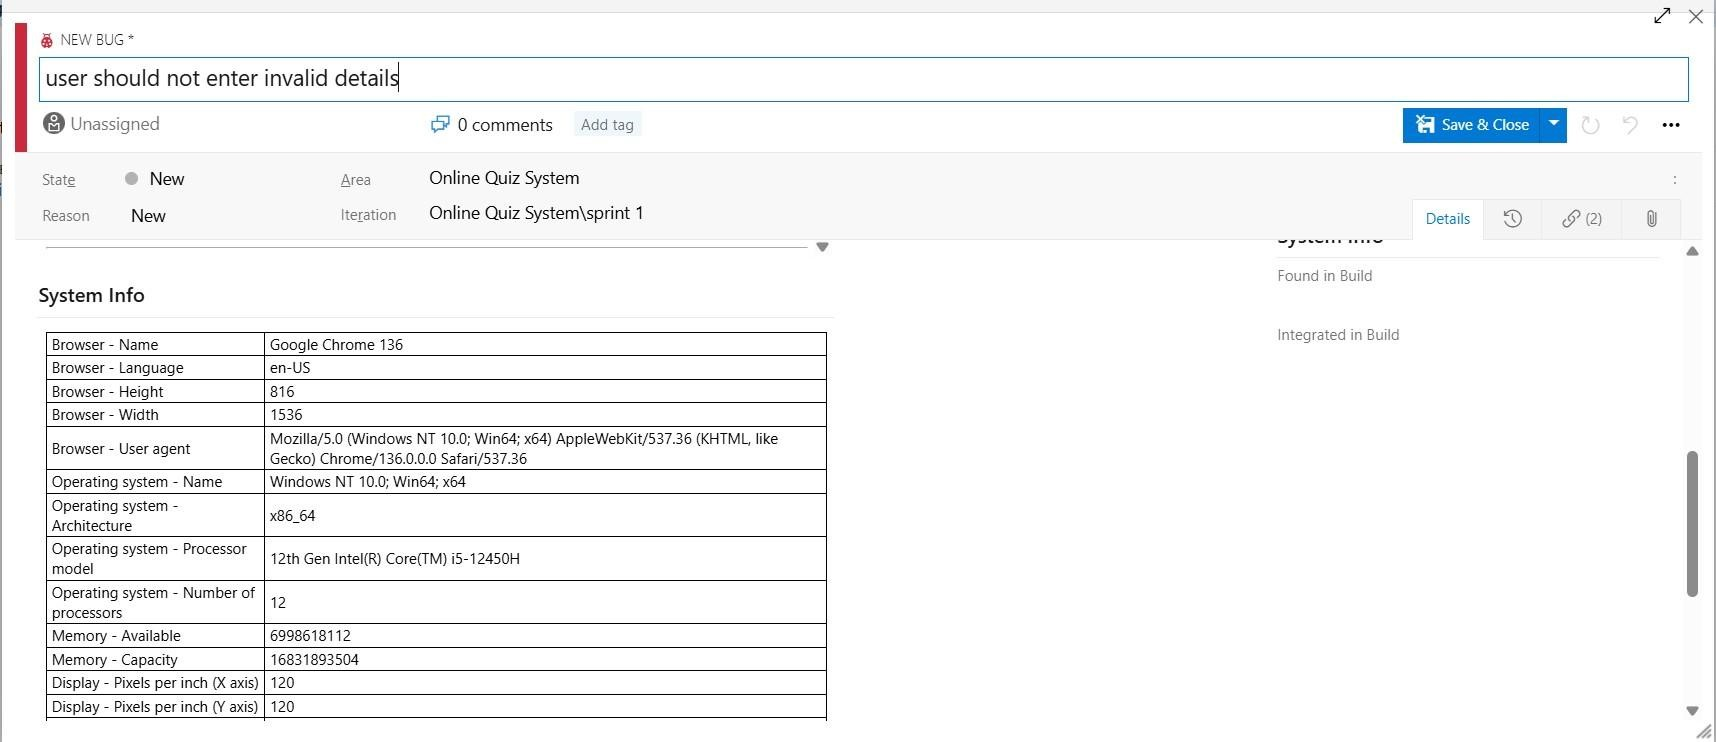 NEW BUG *
user should not enter invalid details
Unassigned
0 comments
Add tag
Save & Close
State
New
Area
Online Quiz System
Reason
New
Iteration
Online Quiz System\sprint 1
Details
(2)
System Info
Browser - Name
Google Chrome 136
Browser - Language
en-US
Browser - Height
816
Browser - Width
1536
Browser - User agent
Mozilla/5.0 (Windows NT 10.0; Win64; x64) AppleWebKit/537.36 (KHTML, like
Gecko) Chrome/136.0.0.0 Safari/537.36
Operating system - Name
Windows NT 10.0; Win64; x64
Operating system -
Architecture
x86_64
Operating system - Processor
model
12th Gen Intel(R) Core(TM) i5-12450H
Operating system - Number of
processors
12
Memory - Available
6998618112
Memory - Capacity
16831893504
Display - Pixels per inch (X axis)
120
Display - Pixels per inch (Y axis)
120
System Info
Found in Build
Integrated in Build